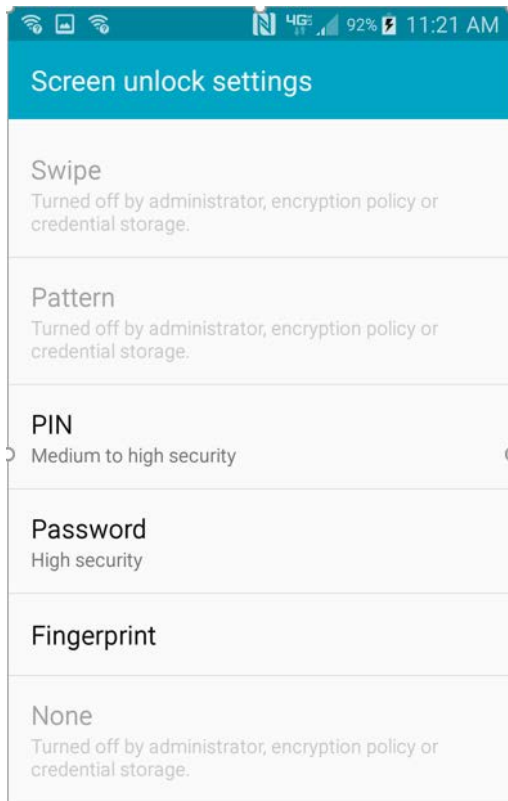 4G 92% 11:21 AM
Screen unlock settings
Swipe
Turned off by administrator, encryption policy or
credential storage.
Pattern
Turned off by administrator, encryption policy or
credential storage.
PIN
Medium to high security
Password
High security
Fingerprint
None
Turned off by administrator, encryption policy or
credential storage.